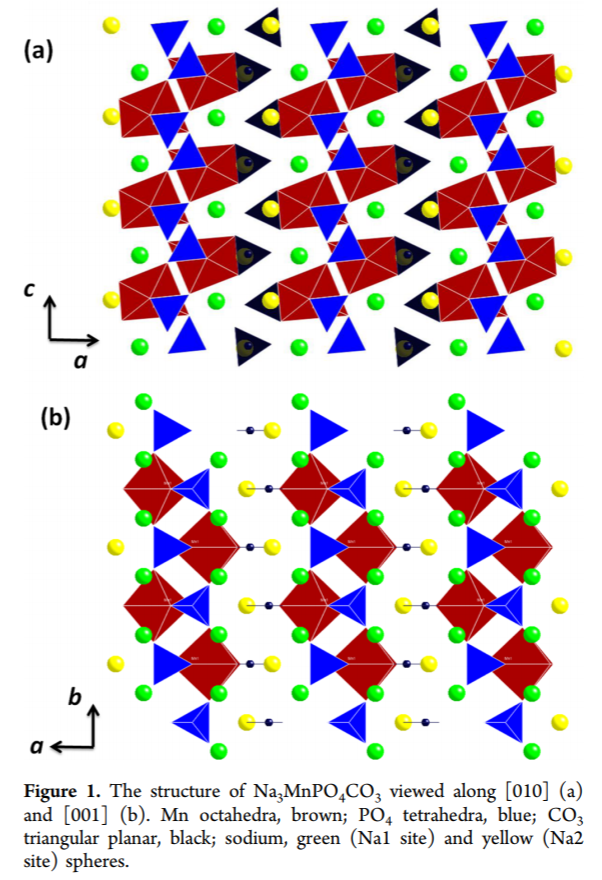 (a)
c
a
(b)
b
a
Figure 1. The structure of Na₃MnPO₄CO₃ viewed along [010] (a)
and [001] (b). Mn octahedra, brown; PO₄ tetrahedra, blue; CO₃
triangular planar, black; sodium, green (Na1 site) and yellow (Na2
site) spheres.